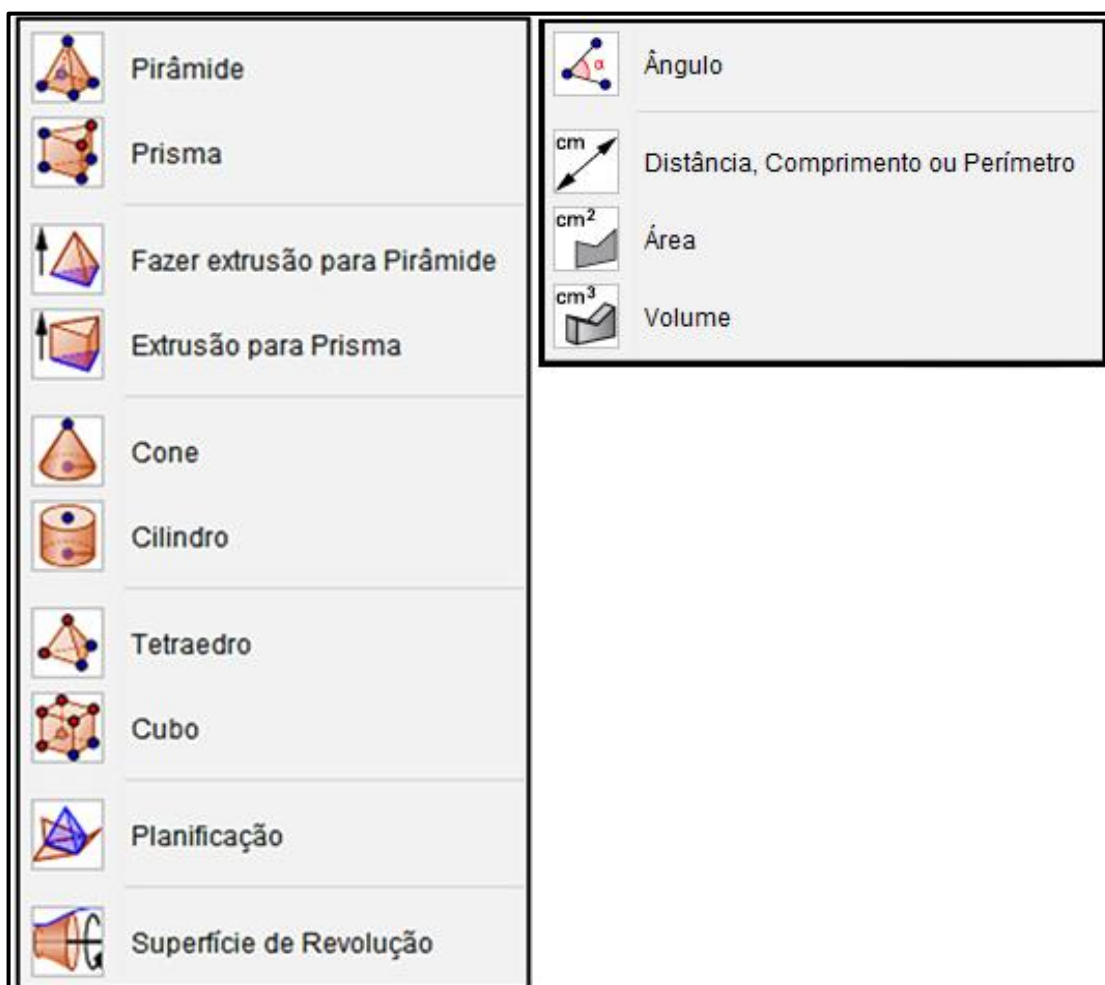 Pirâmide
Prisma
Fazer extrusão para Pirâmide
Extrusão para Prisma
Cone
Cilindro
Tetraedro
Cubo
Planificação
Superfície de Revolução
α
Ângulo
cm
Distância, Comprimento ou Perímetro
cm²
Área
cm³
Volume